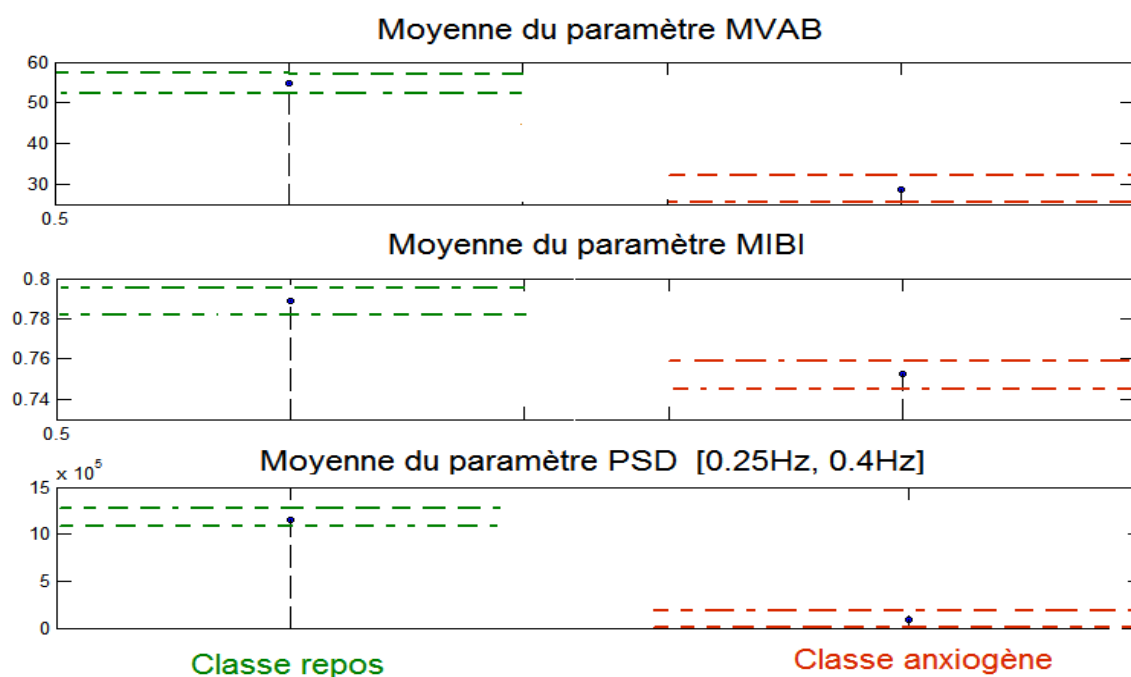 Moyenne du paramètre MVAB
60
50
40
30
0.5
Moyenne du paramètre MIBI
0.8
0.78
0.76
0.74
0.5
x 10^5
Moyenne du paramètre PSD [0.25Hz, 0.4Hz]
15
10
5
0
Classe repos
Classe anxiogène